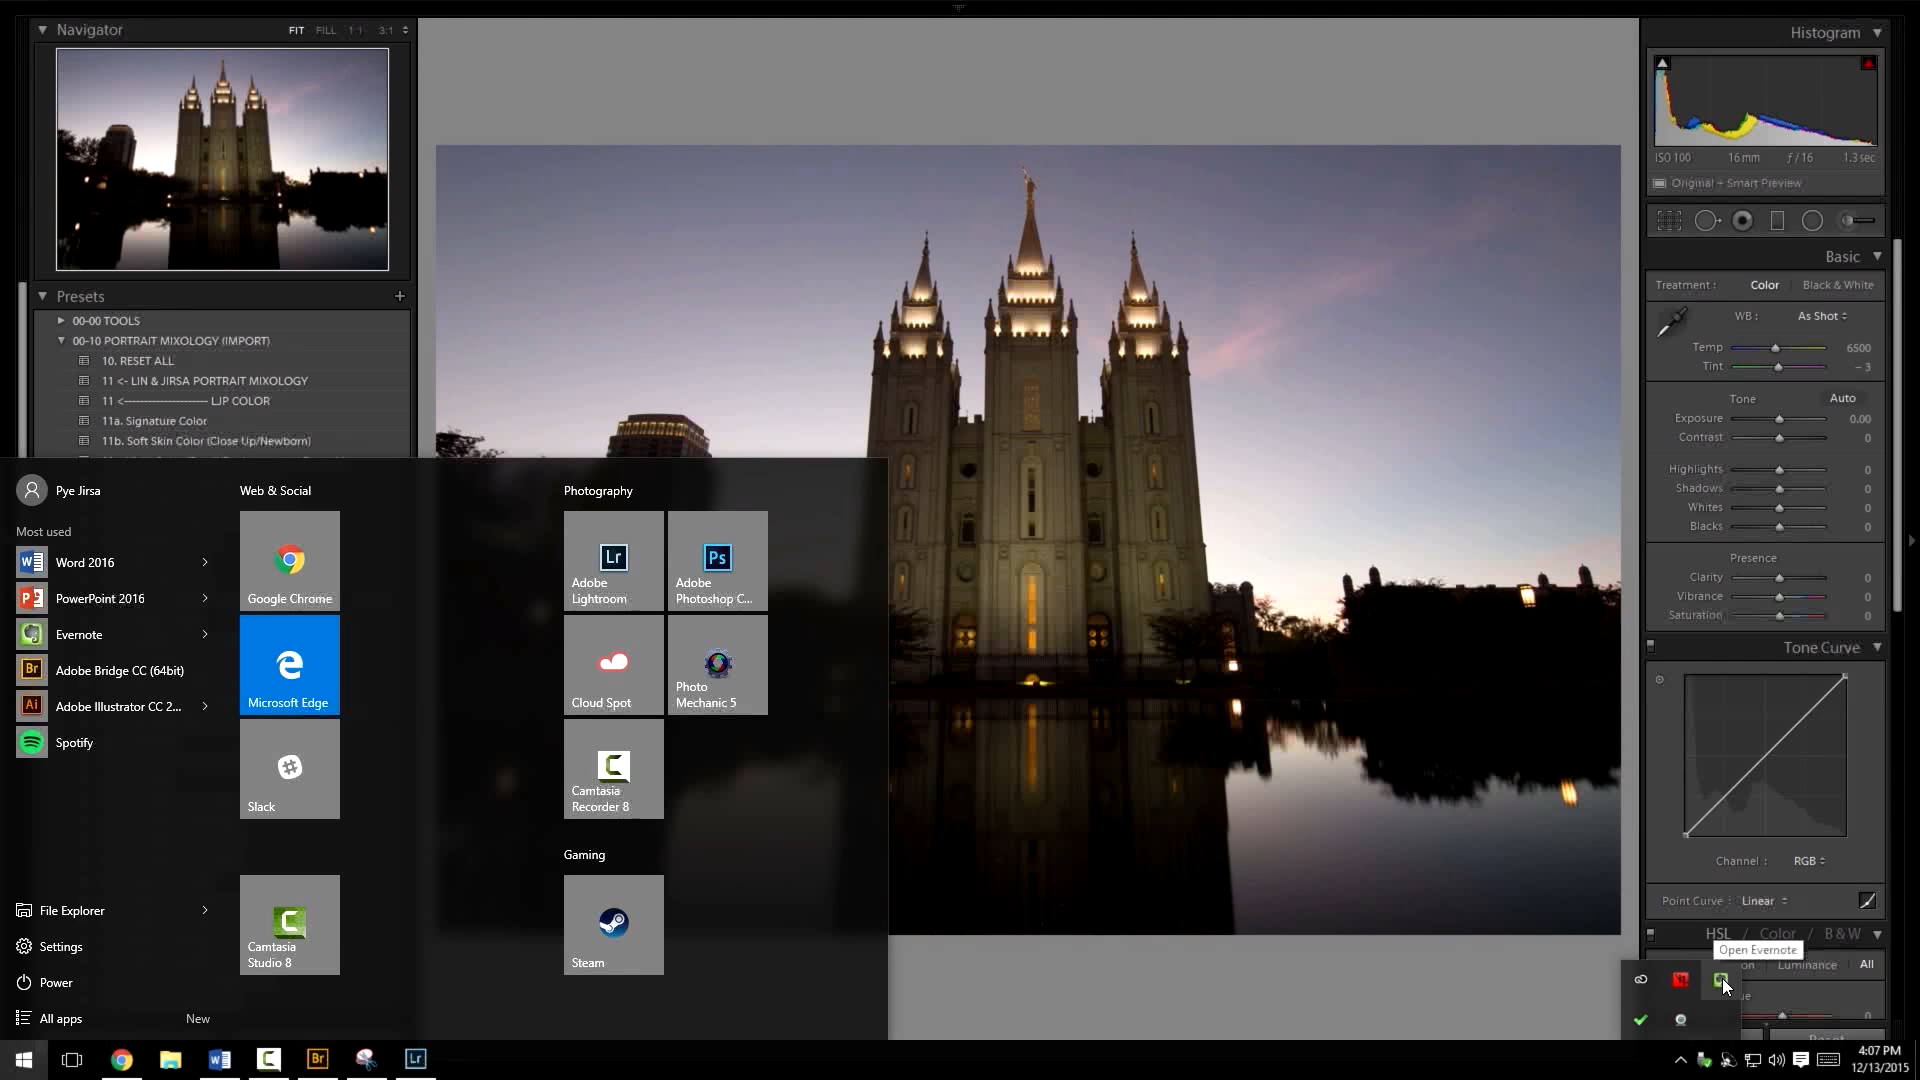 Navigator
FIT FILL 1:1 3:1
Presets +
00-00 TOOLS
00-10 PORTRAIT MIXOLOGY (IMPORT)
10. RESET ALL
11 <- LIN & JIRSA PORTRAIT MIXOLOGY
11 <---------------------- LJP COLOR
11a. Signature Color
11b. Soft Skin Color (Close Up/Newborn)
Pye Jirsa
Most used
Word 2016
PowerPoint 2016
Evernote
Adobe Bridge CC (64bit)
Adobe Illustrator CC 2...
Spotify
File Explorer
Settings
Power
All apps New
Web & Social
Google Chrome
Microsoft Edge
Slack
Camtasia
Studio 8
Photography
Lr
Adobe
Lightroom
Ps
Adobe
Photoshop C...
Cloud Spot
Photo
Mechanic 5
Camtasia
Recorder 8
Gaming
Steam
Histogram
ISO 100 16 mm ƒ / 16 1.3 sec
Original + Smart Preview
Basic
Treatment : Color Black & White
WB : As Shot
Temp 6500
Tint – 3
Tone Auto
Exposure 0.00
Contrast 0
Highlights 0
Shadows 0
Whites 0
Blacks 0
Presence
Clarity 0
Vibrance 0
Saturation 0
Tone Curve
Channel : RGB
Point Curve : Linear
HSL / Color / B & W
Open Evernote
on Luminance All
ue
0
Br
Lr
4:07 PM
12/13/2015